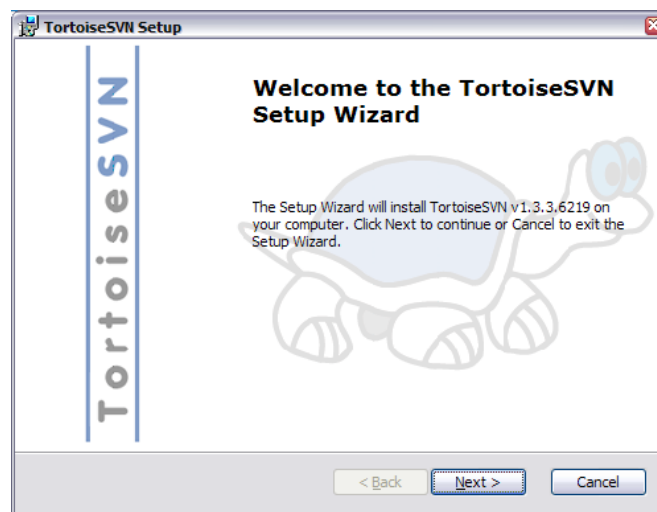 TortoiseSVN Setup
TortoiseSVN
Welcome to the TortoiseSVN
Setup Wizard
The Setup Wizard will install TortoiseSVN v1.3.3.6219 on
your computer. Click Next to continue or Cancel to exit the
Setup Wizard.
< Back
Next >
Cancel